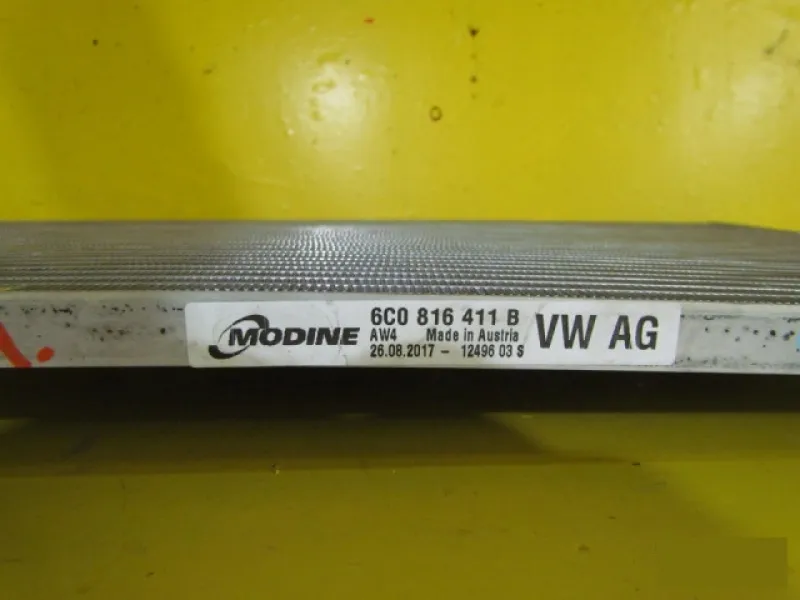 MODINE
6C0 816 411 B
AW4 Made in Austria
26.08.2017 – 12496 03 S
VW AG